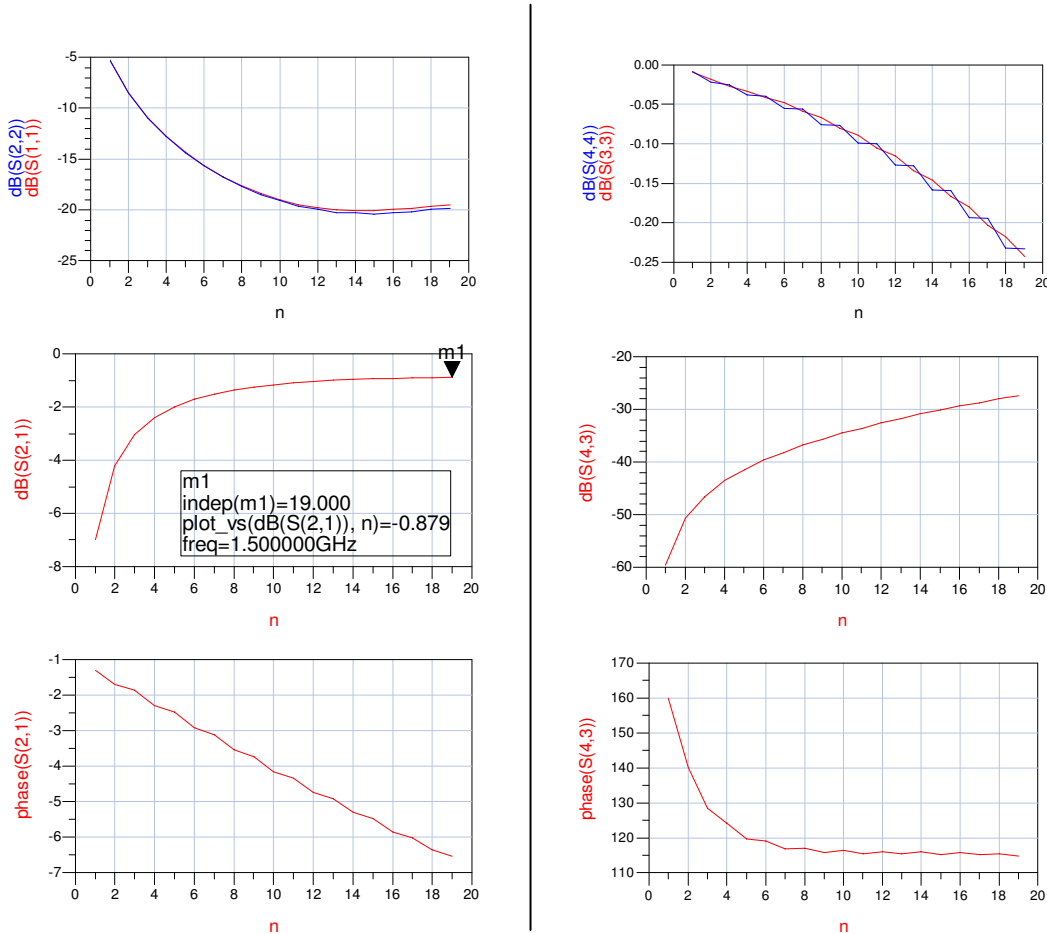 -5
-10
-15
-20
-25
0 2 4 6 8 10 12 14 16 18 20
n
dB(S(2,2))
dB(S(1,1))
0.00
-0.05
-0.10
-0.15
-0.20
-0.25
0 2 4 6 8 10 12 14 16 18 20
n
dB(S(4,4))
dB(S(3,3))
0
-2
-4
-6
-8
0 2 4 6 8 10 12 14 16 18 20
n
dB(S(2,1))
m1
m1
indep(m1)=19.000
plot_vs(dB(S(2,1)), n)=-0.879
freq=1.500000GHz
-20
-30
-40
-50
-60
0 2 4 6 8 10 12 14 16 18 20
n
dB(S(4,3))
-1
-2
-3
-4
-5
-6
-7
0 2 4 6 8 10 12 14 16 18 20
n
phase(S(2,1))
170
160
150
140
130
120
110
0 2 4 6 8 10 12 14 16 18 20
n
phase(S(4,3))